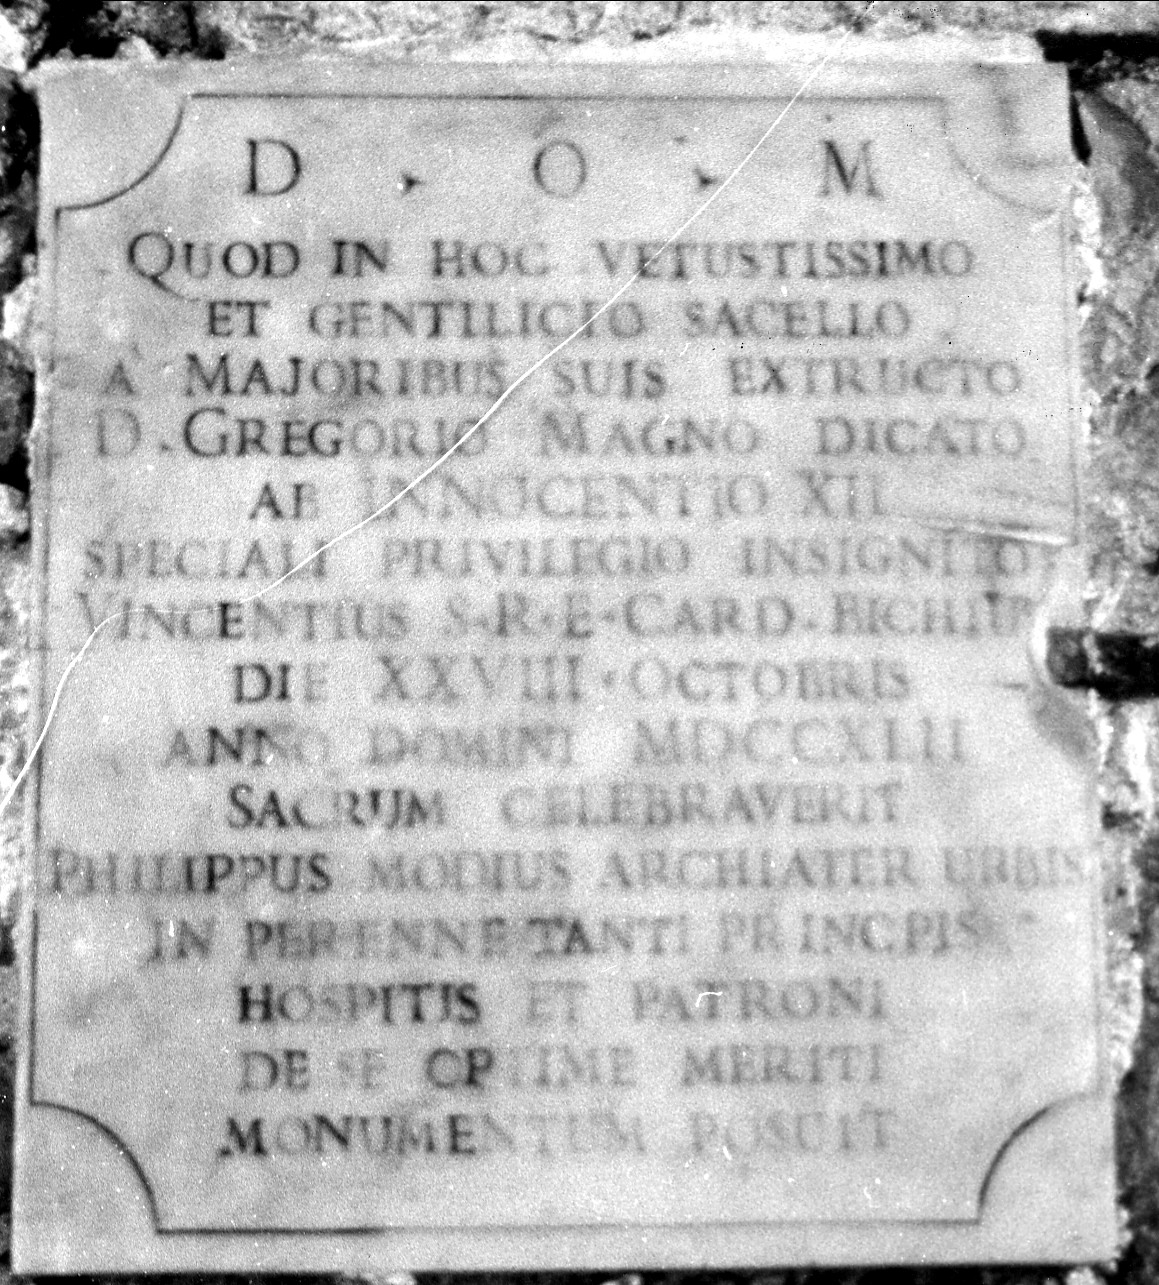 D · O · M
QUOD IN HOC VETUSTISSIMO
ET GENTILICIO SACELLO
A MAJORIBUS SUIS EXTRUCTO
D. GREGORIO MAGNO DICATO
AB INNOCENTIO XII
SPECIALI PRIVILEGIO INSIGNITO
VINCENTIUS S·R·E·CARD·BICHIUS
DIE XXVIII · OCTOBRIS
ANNO DOMINI MDCCXLII
SACRUM CELEBRAVERIT
PHILIPPUS MODIUS ARCHIATER URBIS
IN PERENNE TANTI PRINCPIS
HOSPITIS ET PATRONI
DE SE OPTIME MERITI
MONUMENTUM POSUIT